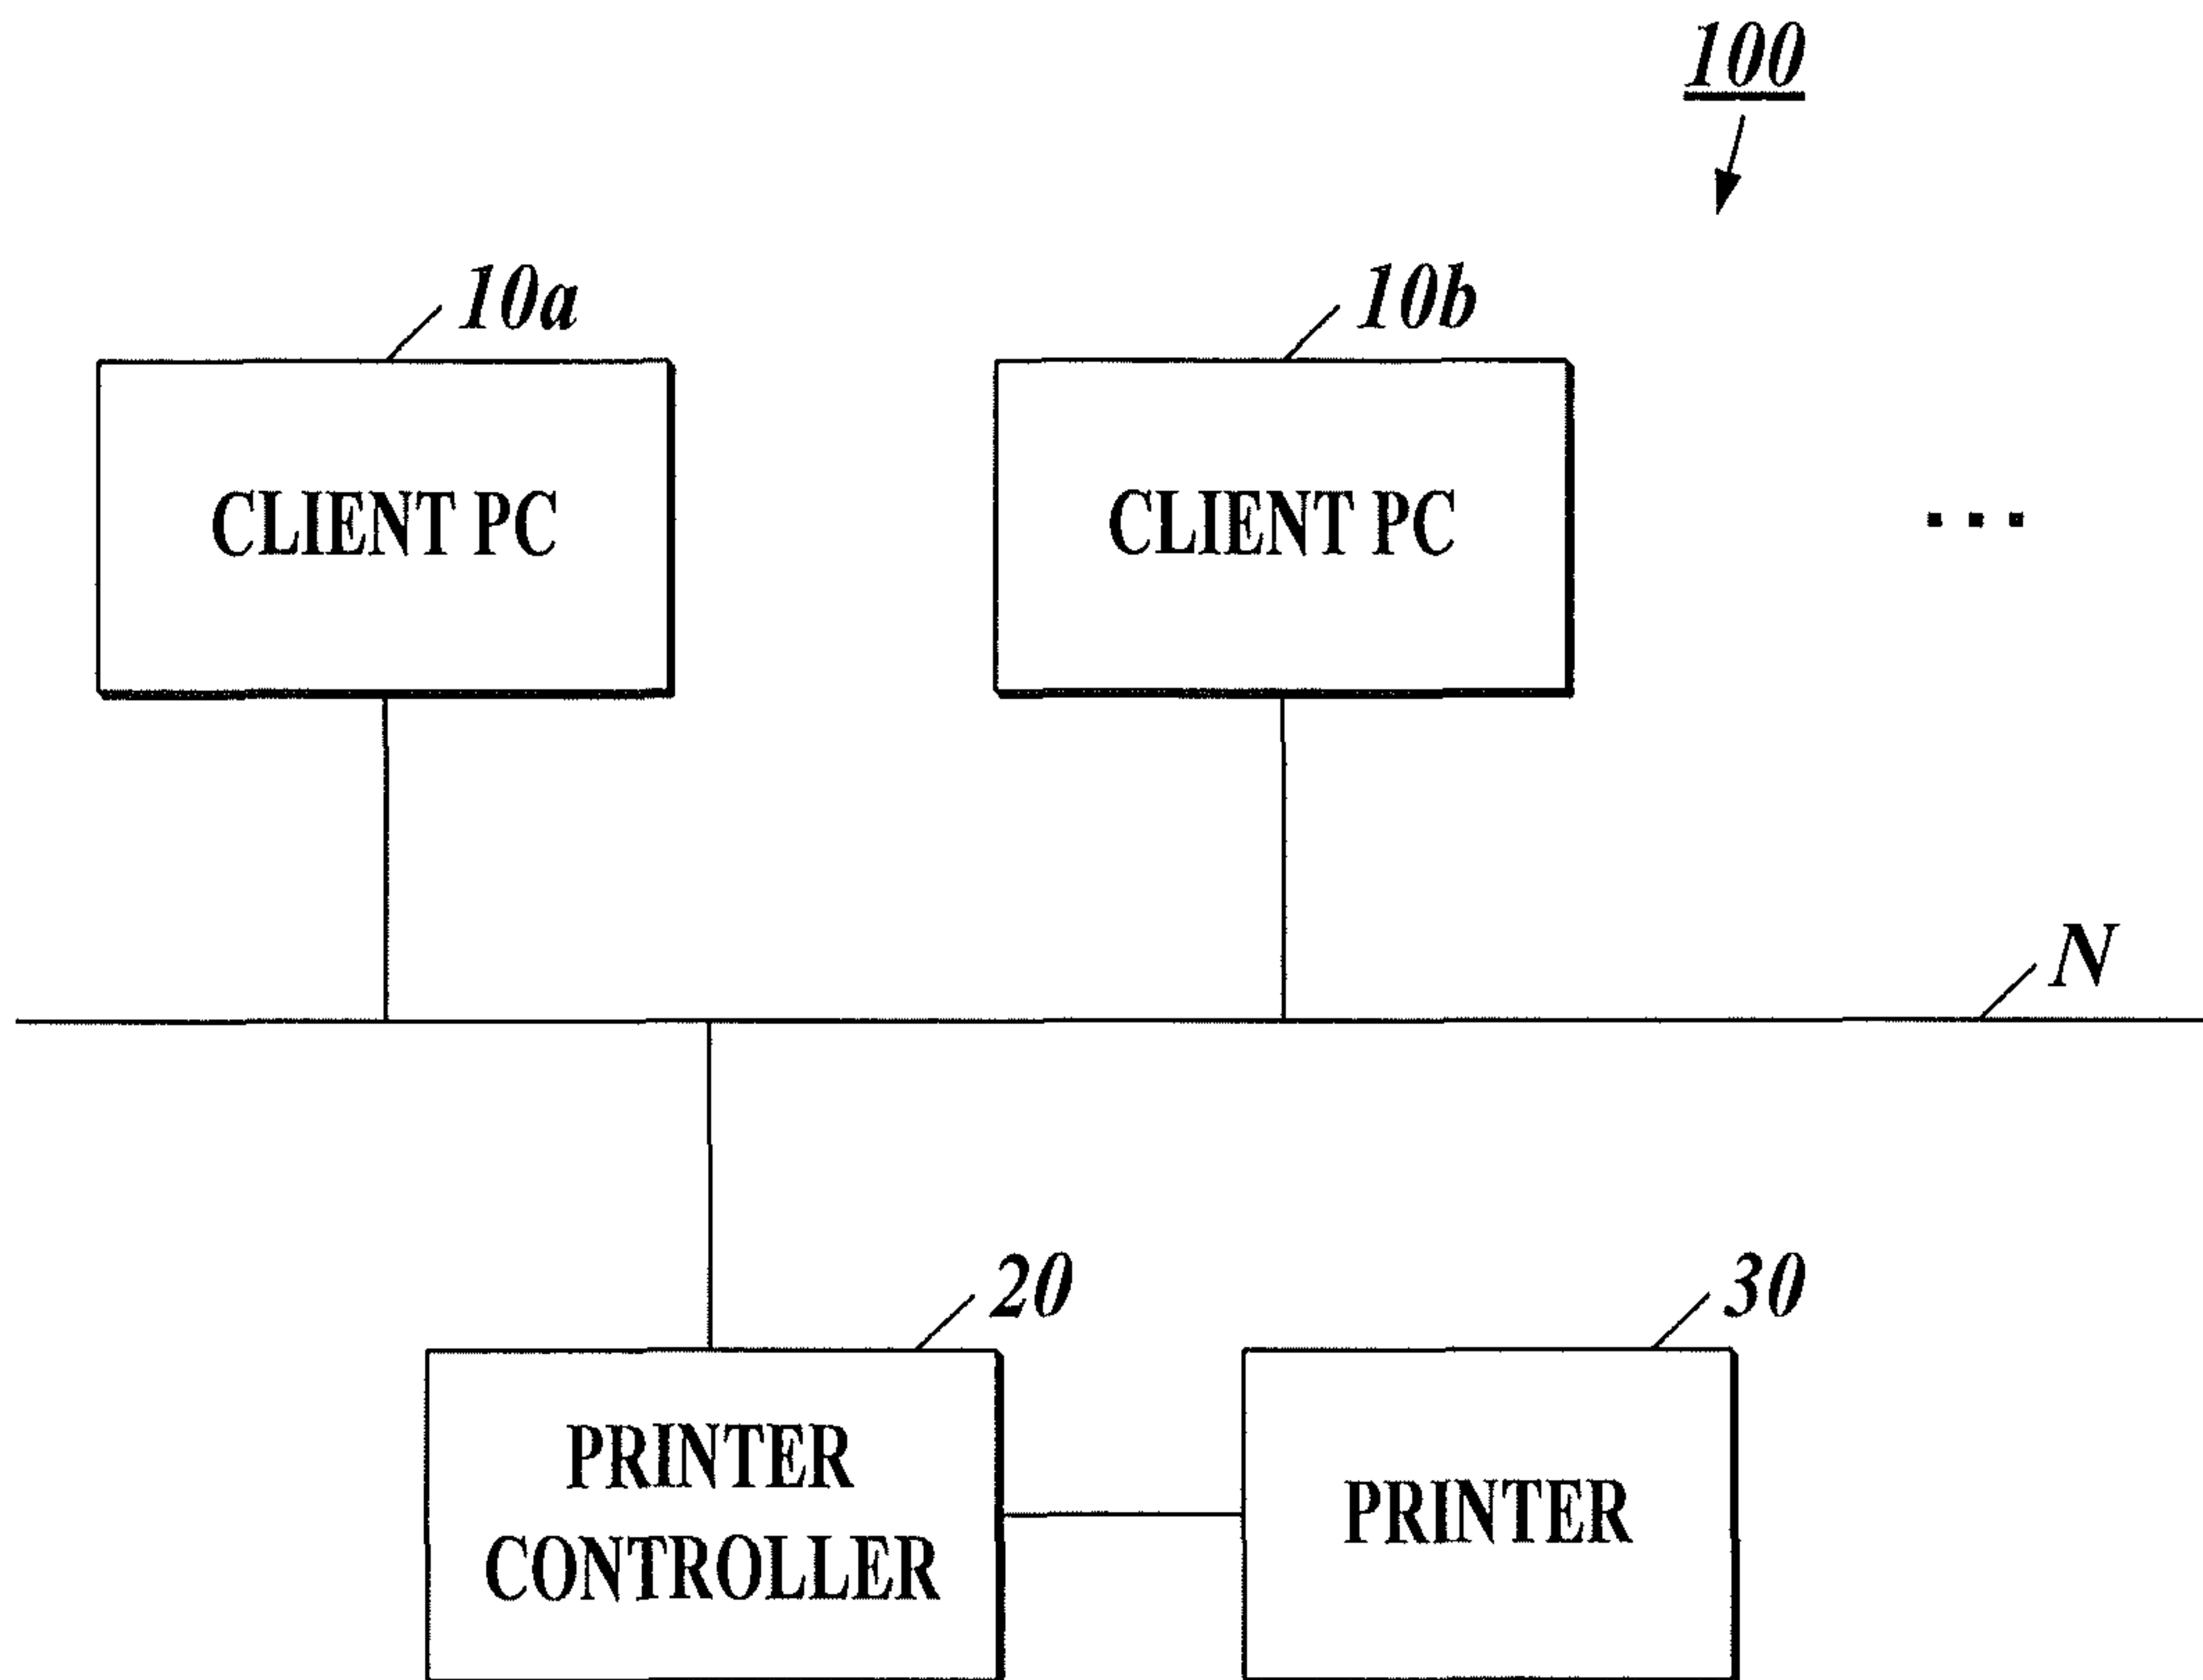 100
10a
10b
CLIENT PC
CLIENT PC
...
N
20
30
PRINTER
CONTROLLER
PRINTER